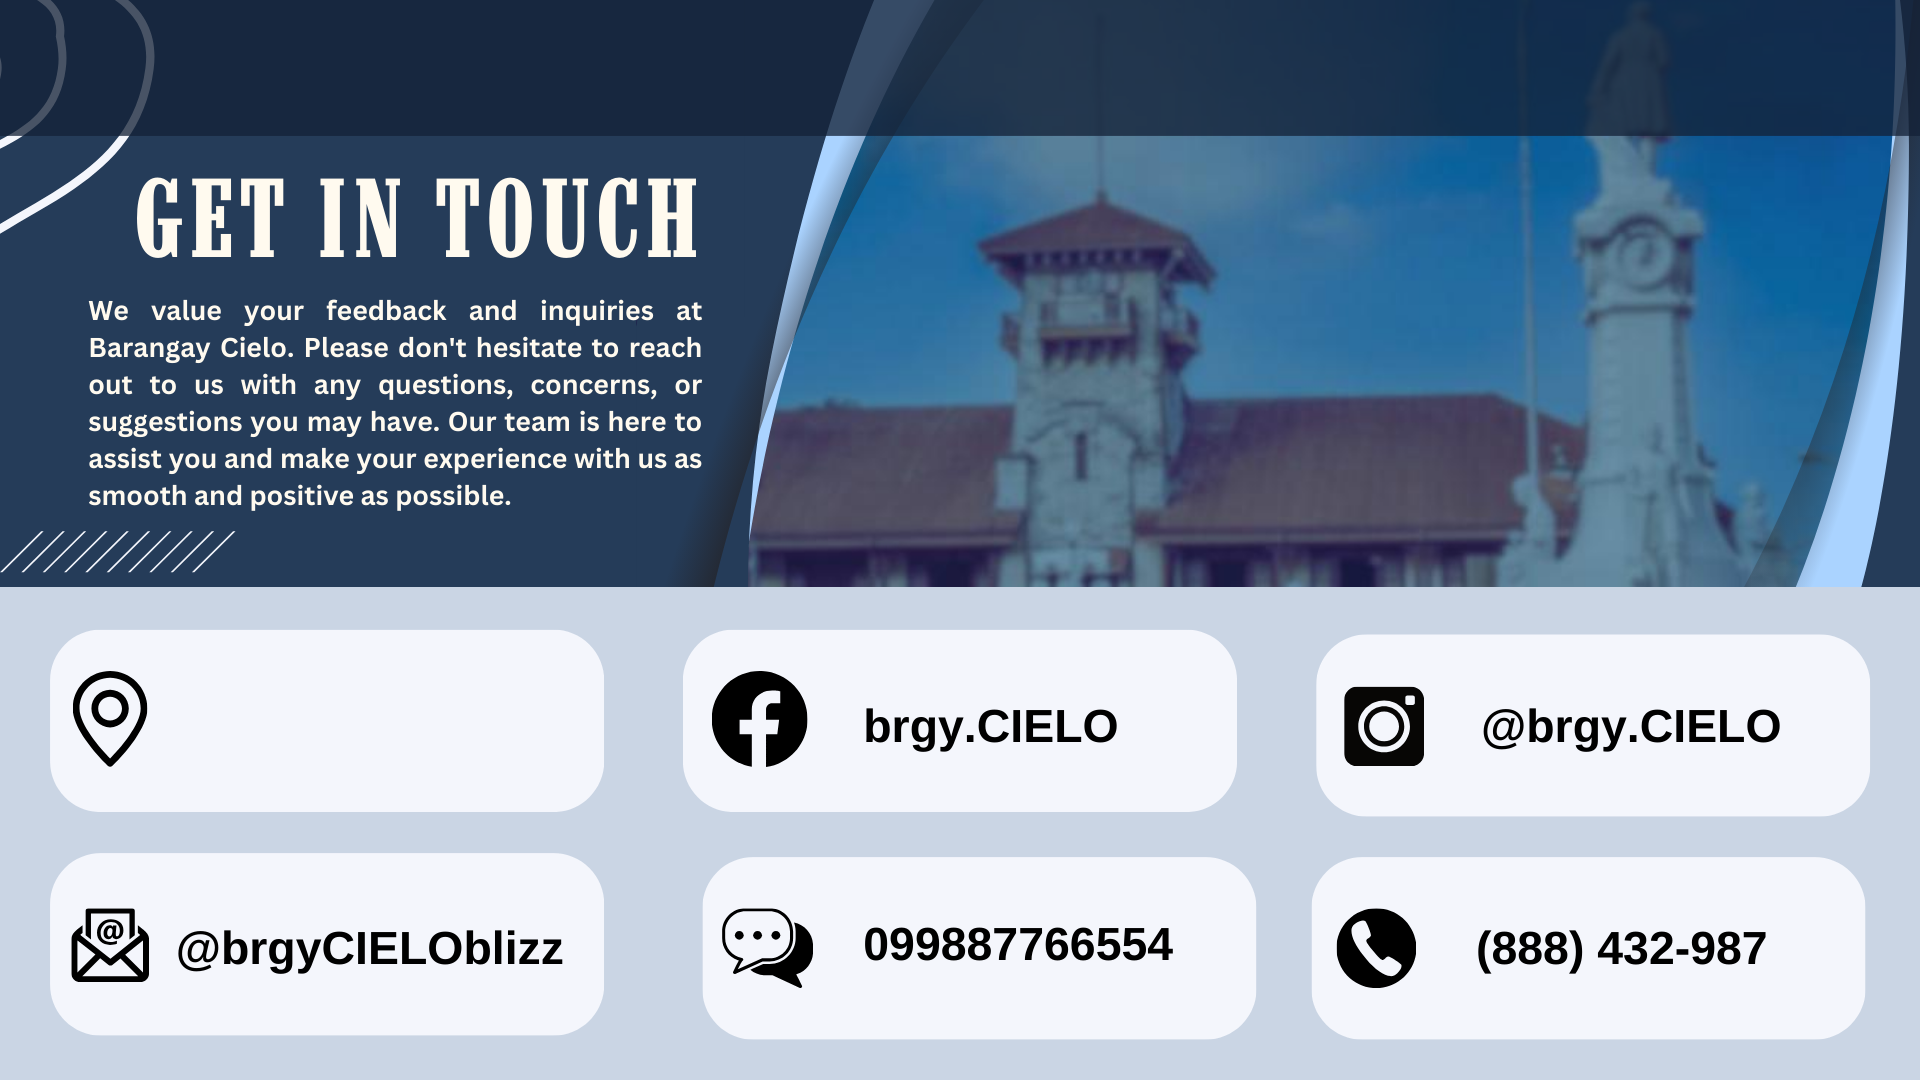 GET IN TOUCH
We value your feedback and inquiries at
Barangay Cielo. Please don't hesitate to reach
out to us with any questions, concerns, or
suggestions you may have. Our team is here to
assist you and make your experience with us as
smooth and positive as possible.
brgy.CIELO
@brgy.CIELO
@
@brgyCIELOblizz
099887766554
(888) 432-987